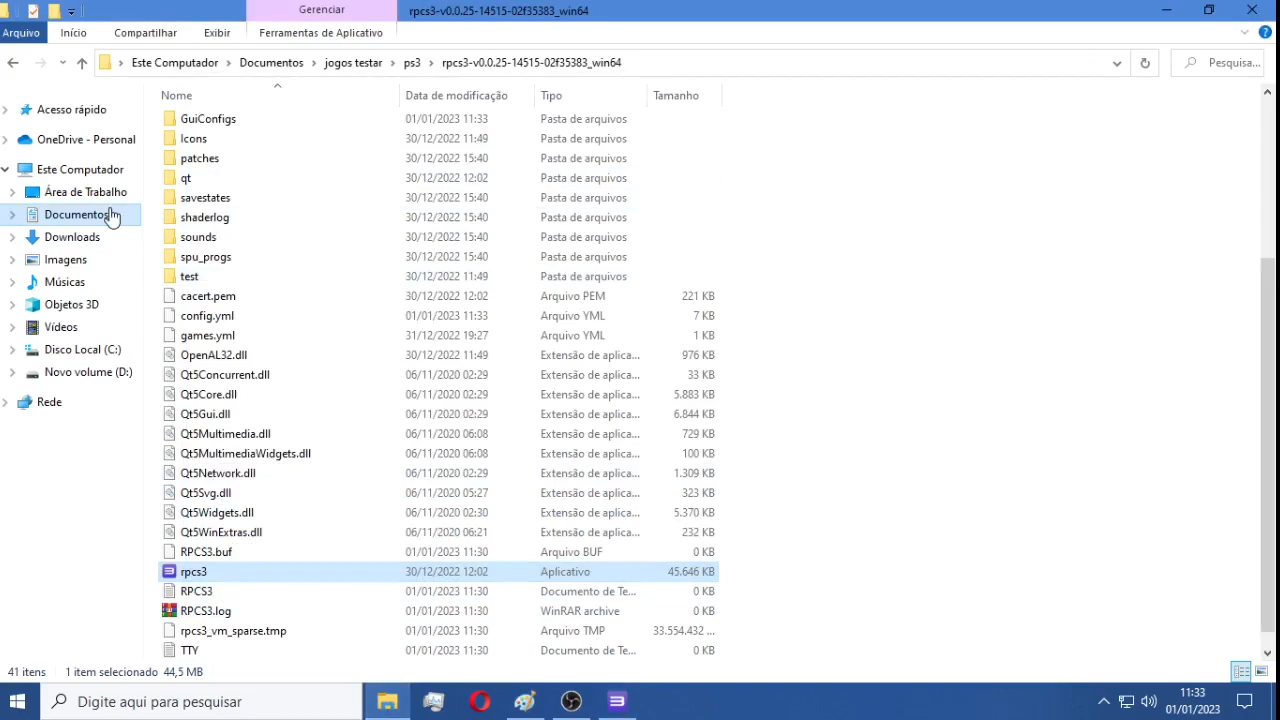 Gerenciar
rpcs3-v0.0.25-14515-02f35383_win64
Arquivo
Início
Compartilhar
Exibir
Ferramentas de Aplicativo
Este Computador
Documentos
jogos testar
ps3
rpcs3-v0.0.25-14515-02f35383_win64
Pesquisa...
Acesso rápido
OneDrive - Personal
Este Computador
Área de Trabalho
Documentos
Downloads
Imagens
Músicas
Objetos 3D
Vídeos
Disco Local (C:)
Novo volume (D:)
Rede
Nome Data de modificação Tipo Tamanho
GuiConfigs 01/01/2023 11:33 Pasta de arquivos
Icons 30/12/2022 11:49 Pasta de arquivos
patches 30/12/2022 15:40 Pasta de arquivos
qt 30/12/2022 12:02 Pasta de arquivos
savestates 30/12/2022 15:40 Pasta de arquivos
shaderlog 30/12/2022 15:40 Pasta de arquivos
sounds 30/12/2022 15:40 Pasta de arquivos
spu_progs 30/12/2022 15:40 Pasta de arquivos
test 30/12/2022 11:49 Pasta de arquivos
cacert.pem 30/12/2022 12:02 Arquivo PEM 221 KB
config.yml 01/01/2023 11:33 Arquivo YML 7 KB
games.yml 31/12/2022 19:27 Arquivo YML 1 KB
OpenAL32.dll 30/12/2022 11:49 Extensão de aplica... 976 KB
Qt5Concurrent.dll 06/11/2020 02:29 Extensão de aplica... 33 KB
Qt5Core.dll 06/11/2020 02:29 Extensão de aplica... 5.883 KB
Qt5Gui.dll 06/11/2020 02:29 Extensão de aplica... 6.844 KB
Qt5Multimedia.dll 06/11/2020 06:08 Extensão de aplica... 729 KB
Qt5MultimediaWidgets.dll 06/11/2020 06:08 Extensão de aplica... 100 KB
Qt5Network.dll 06/11/2020 02:29 Extensão de aplica... 1.309 KB
Qt5Svg.dll 06/11/2020 05:27 Extensão de aplica... 323 KB
Qt5Widgets.dll 06/11/2020 02:30 Extensão de aplica... 5.370 KB
Qt5WinExtras.dll 06/11/2020 06:21 Extensão de aplica... 232 KB
RPCS3.buf 01/01/2023 11:30 Arquivo BUF 0 KB
rpcs3 30/12/2022 12:02 Aplicativo 45.646 KB
RPCS3 01/01/2023 11:30 Documento de Te... 0 KB
RPCS3.log 01/01/2023 11:30 WinRAR archive 0 KB
rpcs3_vm_sparse.tmp 01/01/2023 11:30 Arquivo TMP 33.554.432 ...
TTY 01/01/2023 11:30 Documento de Te... 0 KB
41 itens 1 item selecionado 44,5 MB
Digite aqui para pesquisar
11:33
01/01/2023